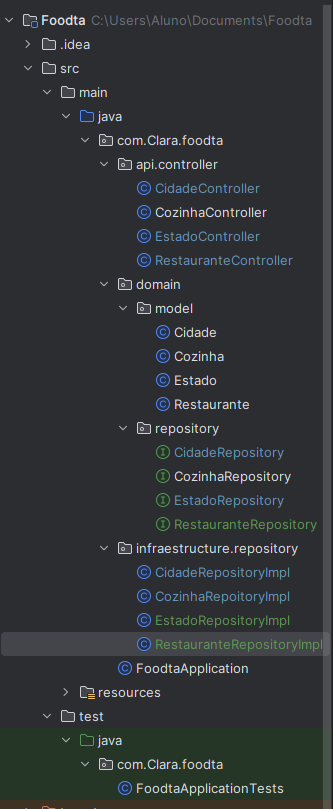 Foodta C:\Users\Aluno\Documents\Foodta
.idea
src
main
java
com.Clara.foodta
api.controller
CidadeController
CozinhaController
EstadoController
RestauranteController
domain
model
Cidade
Cozinha
Estado
Restaurante
repository
CidadeRepository
CozinhaRepository
EstadoRepository
RestauranteRepository
infraestructure.repository
CidadeRepositoryImpl
CozinhaRepoitoryImpl
EstadoRepositoryImpl
RestauranteRepositoryImpl
FoodtaApplication
resources
test
java
com.Clara.foodta
FoodtaApplicationTests